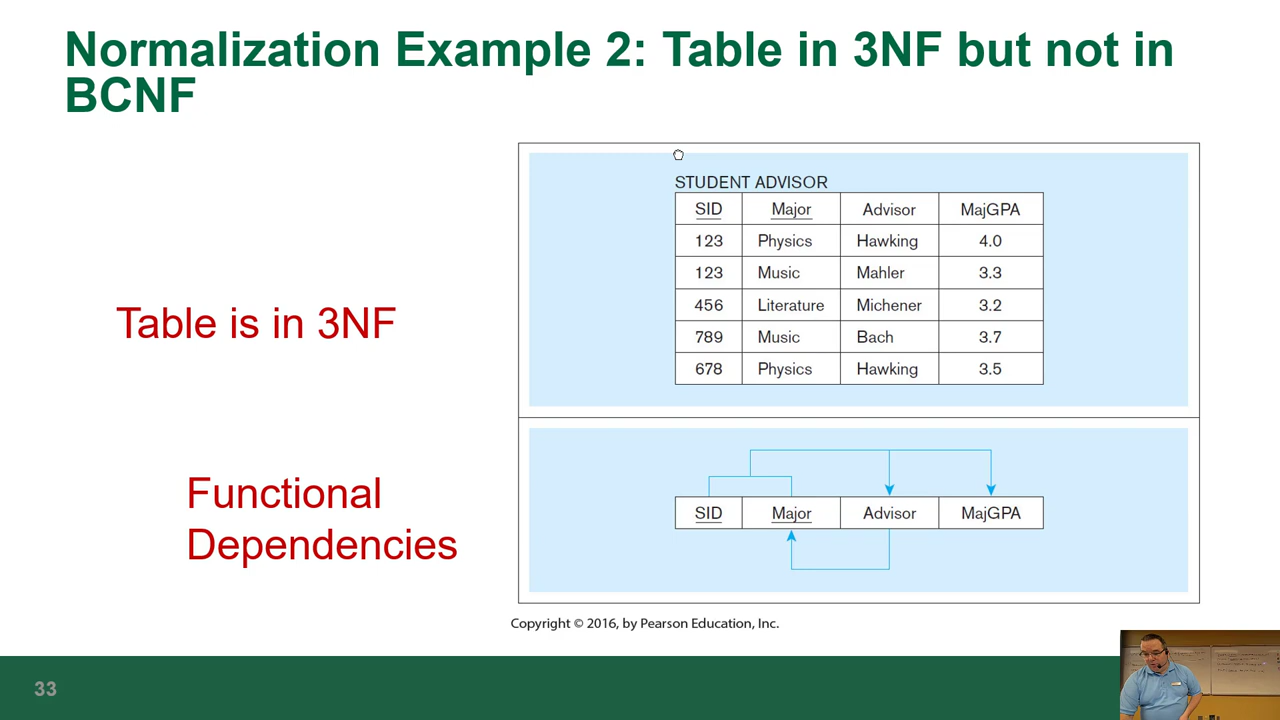 Normalization Example 2: Table in 3NF but not in
BCNF
Table is in 3NF
STUDENT ADVISOR
SID Major Advisor MajGPA
123 Physics Hawking 4.0
123 Music Mahler 3.3
456 Literature Michener 3.2
789 Music Bach 3.7
678 Physics Hawking 3.5
Functional
Dependencies
SID Major Advisor MajGPA
Copyright © 2016, by Pearson Education, Inc.
33